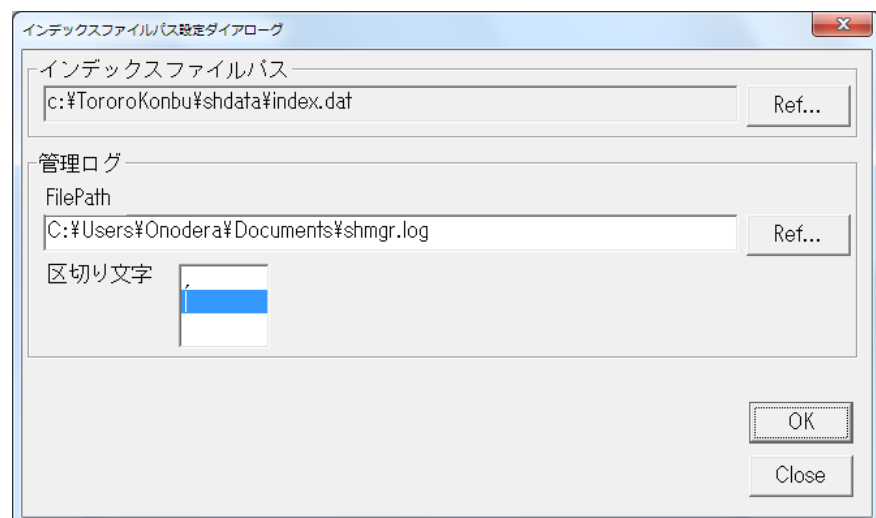 インデックスファイルパス設定ダイアローグ
インデックスファイルパス
c:¥TororoKonbu¥shdata¥index.dat
Ref...
管理ログ
FilePath
C:¥Users¥Onodera¥Documents¥shmgr.log
Ref...
区切り文字
,
|
OK
Close